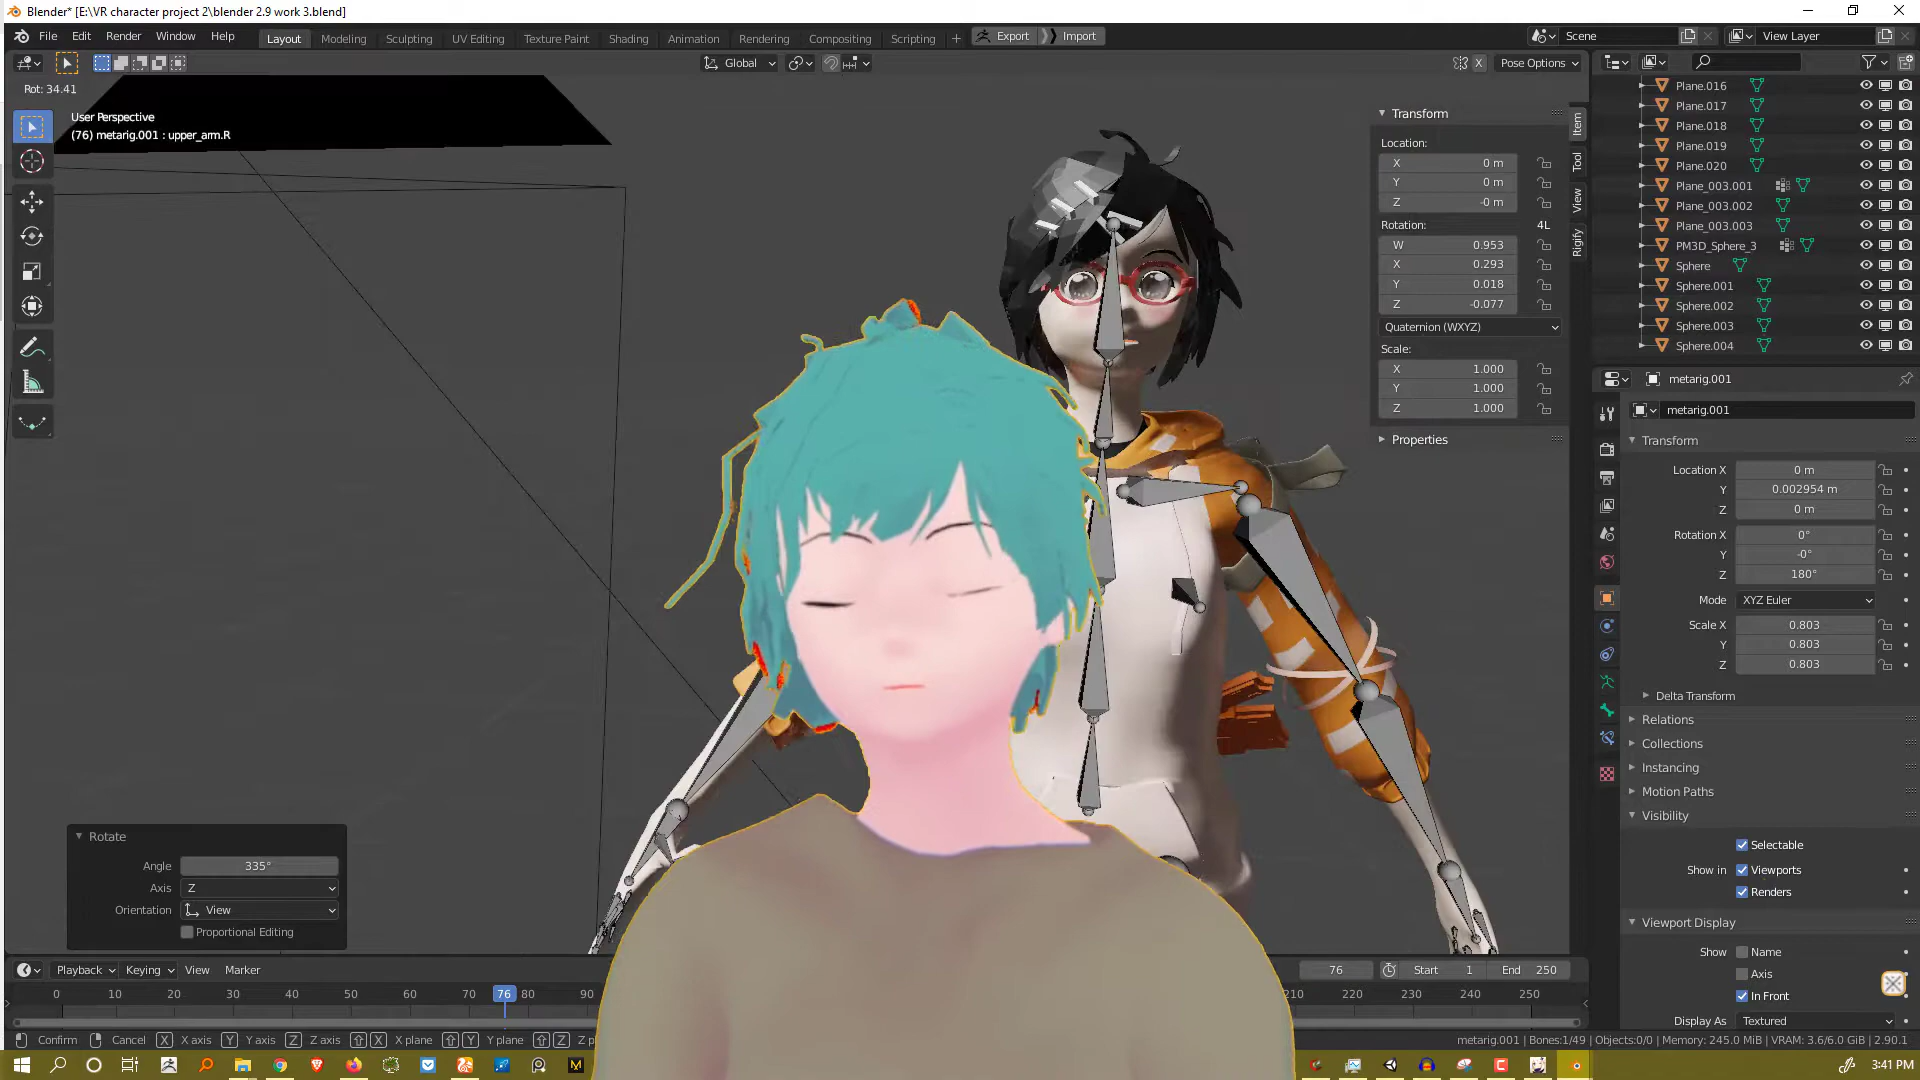 Blender* [E:\VR character project 2\blender 2.9 work 3.blend]
File Edit Render Window Help Layout Modeling Sculpting UV Editing Texture Paint Shading Animation Rendering Compositing Scripting + Export Import Scene View Layer
Global X Pose Options
Rot: 34.41
User Perspective
(76) metarig.001 : upper_arm.R
Transform
Location:
X 0 m
Y 0 m
Z -0 m
Rotation: 4L
W 0.953
X 0.293
Y 0.018
Z -0.077
Quaternion (WXYZ)
Scale:
X 1.000
Y 1.000
Z 1.000
Properties
Item
Tool
View
Rigify
Plane.016
Plane.017
Plane.018
Plane.019
Plane.020
Plane_003.001
Plane_003.002
Plane_003.003
PM3D_Sphere_3
Sphere
Sphere.001
Sphere.002
Sphere.003
Sphere.004
metarig.001
metarig.001
Transform
Location X 0 m
Y 0.002954 m
Z 0 m
Rotation X 0°
Y -0°
Z 180°
Mode XYZ Euler
Scale X 0.803
Y 0.803
Z 0.803
Delta Transform
Relations
Collections
Instancing
Motion Paths
Visibility
Selectable
Show in Viewports
Renders
Viewport Display
Show Name
Axis
In Front
Display As Textured
Rotate
Angle 335°
Axis Z
Orientation View
Proportional Editing
Playback Keying View Marker 76 Start 1 End 250
0 10 20 30 40 50 60 70 76 80 90 210 220 230 240 250
Confirm Cancel X X axis Y Y axis Z Z axis X X plane Y Y plane Z
metarig.001 | Bones:1/49 | Objects:0/0 | Memory: 245.0 MiB | VRAM: 3.6/6.0 GiB | 2.90.1
3:41 PM